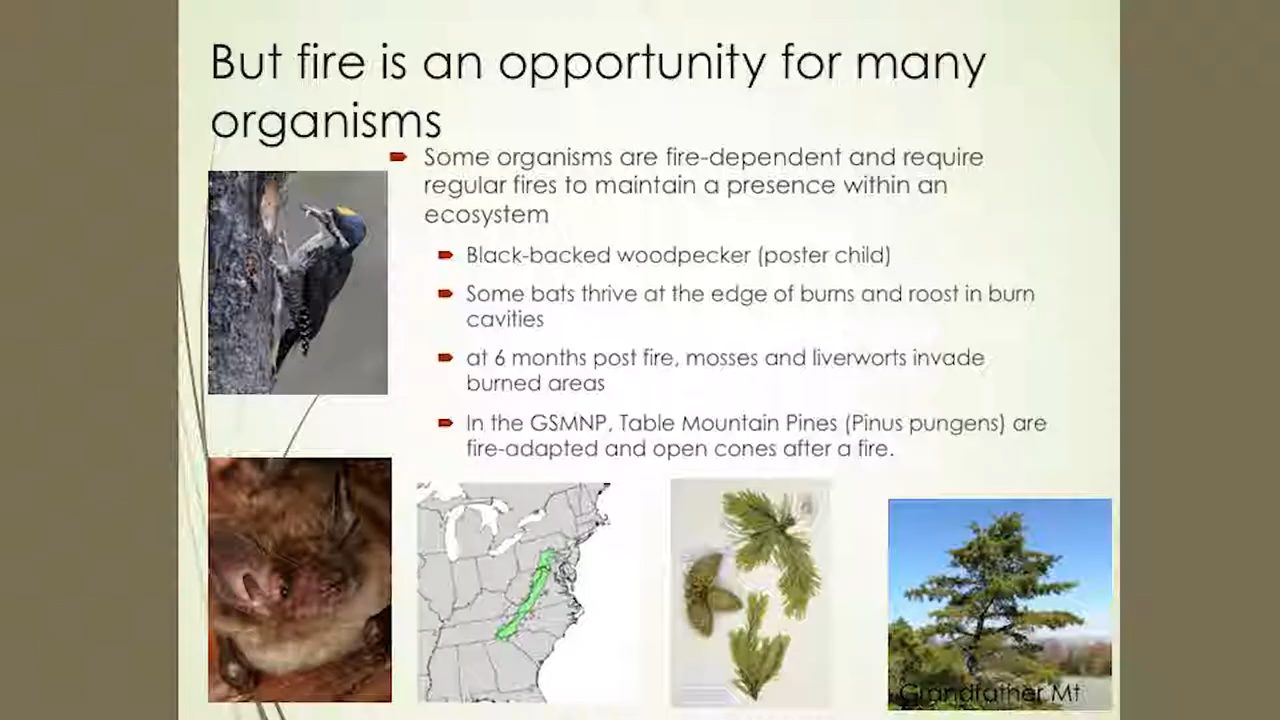 But fire is an opportunity for many
organisms
Some organisms are fire-dependent and require
regular fires to maintain a presence within an
ecosystem
Black-backed woodpecker (poster child)
Some bats thrive at the edge of burns and roost in burn
cavities
at 6 months post fire, mosses and liverworts invade
burned areas
In the GSMNP, Table Mountain Pines (Pinus pungens) are
fire-adapted and open cones after a fire.
Grandfather Mt